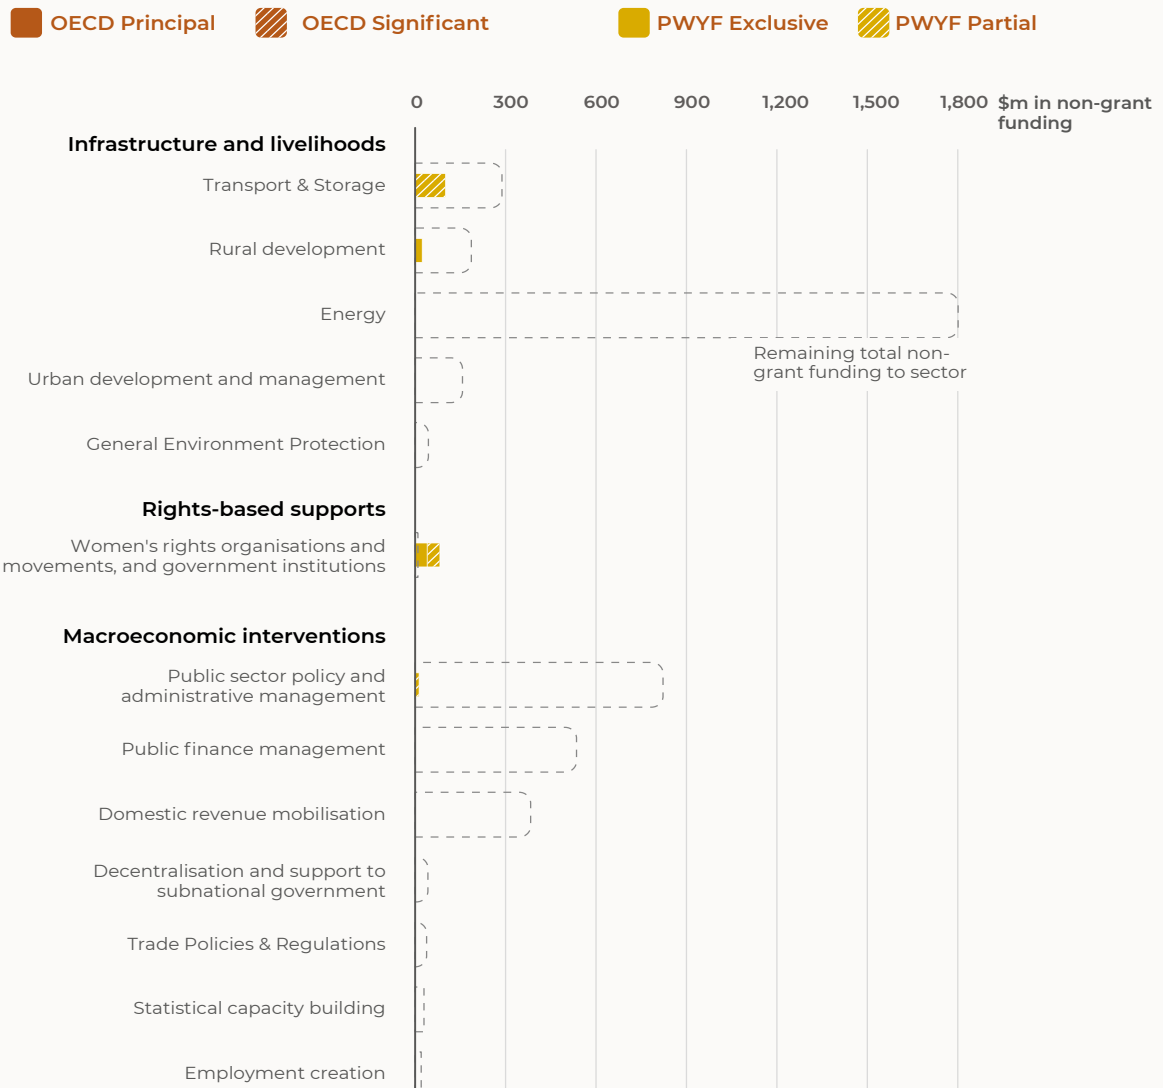 OECD Principal
OECD Significant
PWYF Exclusive
PWYF Partial
0
300
600
900
1,200
1,500
1,800
$m in non-grant
funding
Infrastructure and livelihoods
Transport & Storage
Rural development
Energy
Remaining total non-
grant funding to sector
Urban development and management
General Environment Protection
Rights-based supports
Women's rights organisations and
movements, and government institutions
Macroeconomic interventions
Public sector policy and
administrative management
Public finance management
Domestic revenue mobilisation
Decentralisation and support to
subnational government
Trade Policies & Regulations
Statistical capacity building
Employment creation